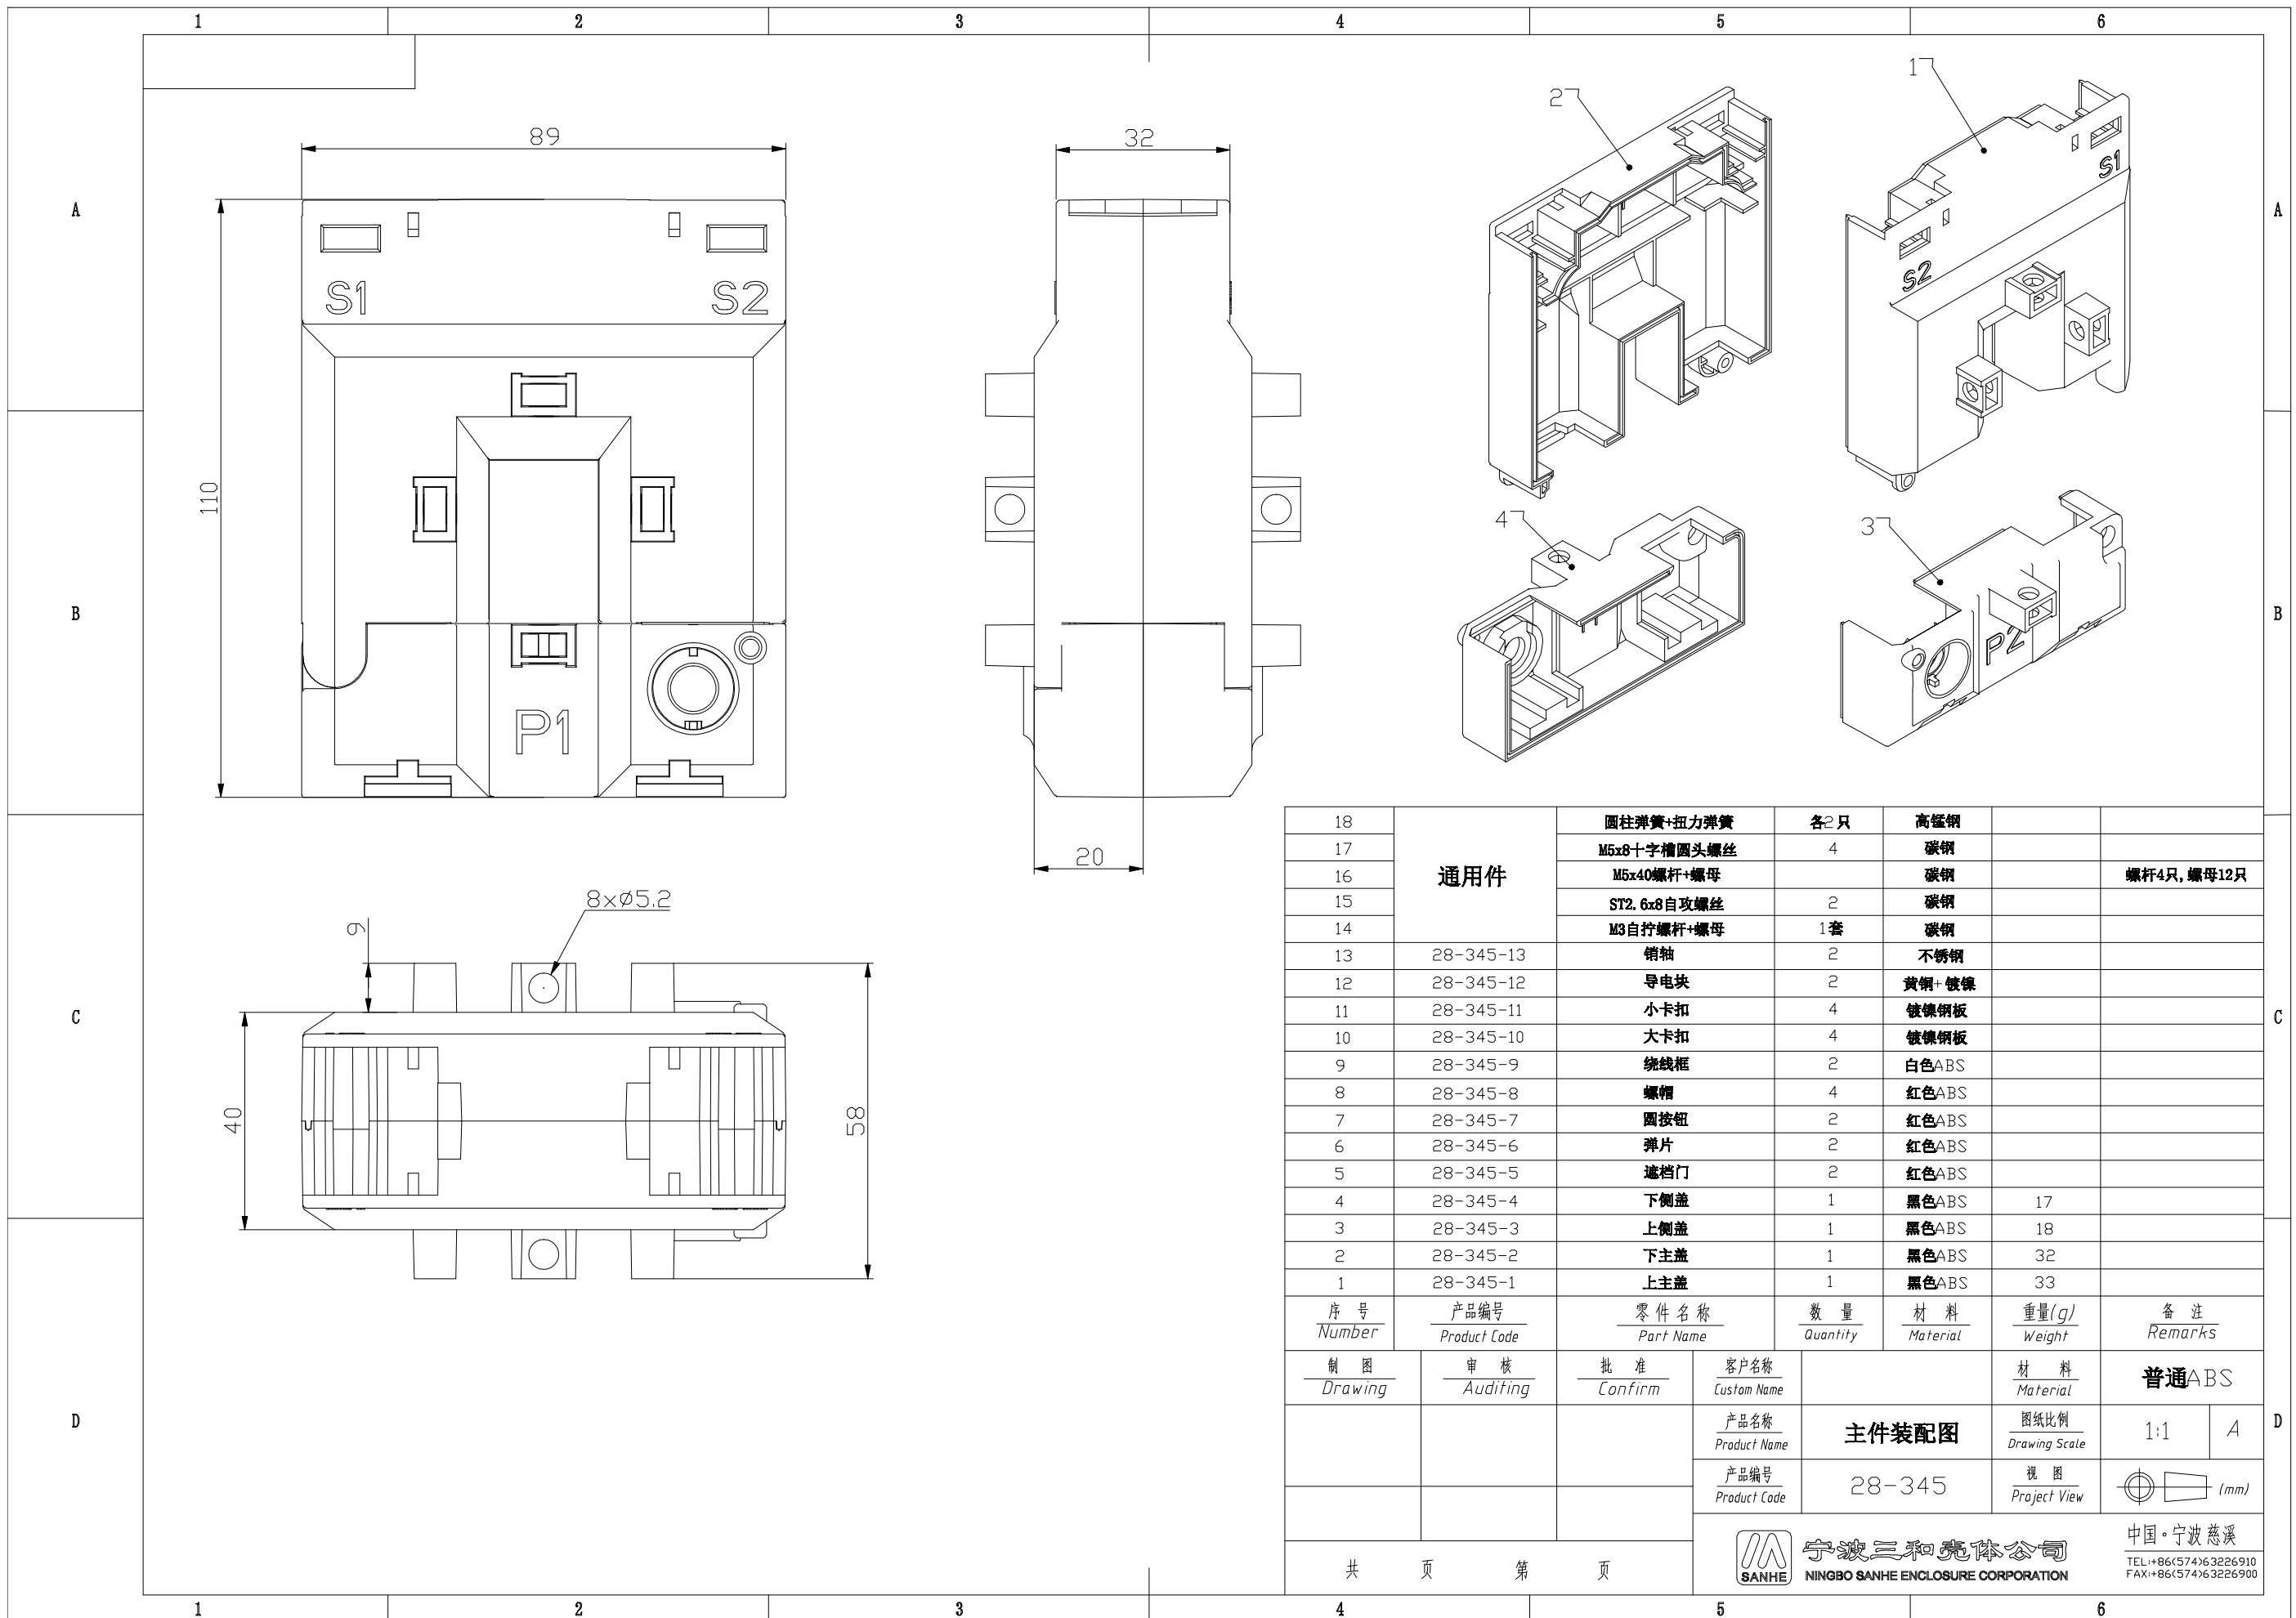 1 2 3 4 5 6
A A
B B
C C
D D
1 2 3 4 5 6
89
110
S1 S2
P1
32
20
8×∅5.2
9
40
58
2
1
S1
S2
4
3
P2
18 圆柱弹簧+扭力弹簧 各2只 高锰钢
17 M5x8十字槽圆头螺丝 4 碳钢
通用件
16 M5x40螺杆+螺母 碳钢 螺杆4只, 螺母12只
15 ST2.6x8自攻螺丝 2 碳钢
14 M3自拧螺杆+螺母 1套 碳钢
13 28-345-13 销轴 2 不锈钢
12 28-345-12 导电块 2 黄铜+镀镍
11 28-345-11 小卡扣 4 镀镍钢板
10 28-345-10 大卡扣 4 镀镍钢板
9 28-345-9 绕线框 2 白色ABS
8 28-345-8 螺帽 4 红色ABS
7 28-345-7 圆按钮 2 红色ABS
6 28-345-6 弹片 2 红色ABS
5 28-345-5 遮档门 2 红色ABS
4 28-345-4 下侧盖 1 黑色ABS 17
3 28-345-3 上侧盖 1 黑色ABS 18
2 28-345-2 下主盖 1 黑色ABS 32
1 28-345-1 上主盖 1 黑色ABS 33
序 号 产品编号 零件名称 数 量 材 料 重量(g) 备 注
Number Product Code Part Name Quantity Material Weight Remarks
制 图 审 核 批 准 客户名称 材 料 普通ABS
Drawing Auditing Confirm Custom Name Material
产品名称 主件装配图 图纸比例 1:1 A
Product Name Drawing Scale
产品编号 28-345 视 图
Product Code Project View (mm)
共 页 第 页
SANHE
宁波三和壳体公司
NINGBO SANHE ENCLOSURE CORPORATION
中国·宁波慈溪
TEL:+86(574)63226910
FAX:+86(574)63226900